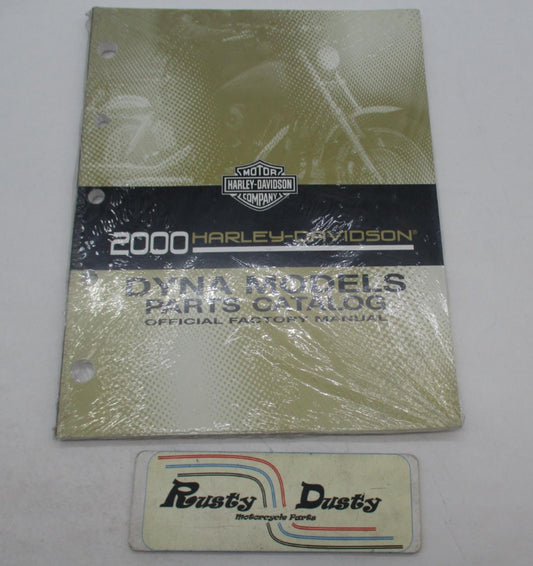 MOTOR
HARLEY-DAVIDSON
COMPANY
2000 HARLEY-DAVIDSON®
DYNA MODELS
PARTS CATALOG
OFFICIAL FACTORY MANUAL
Rusty Dusty
Motorcycle Parts